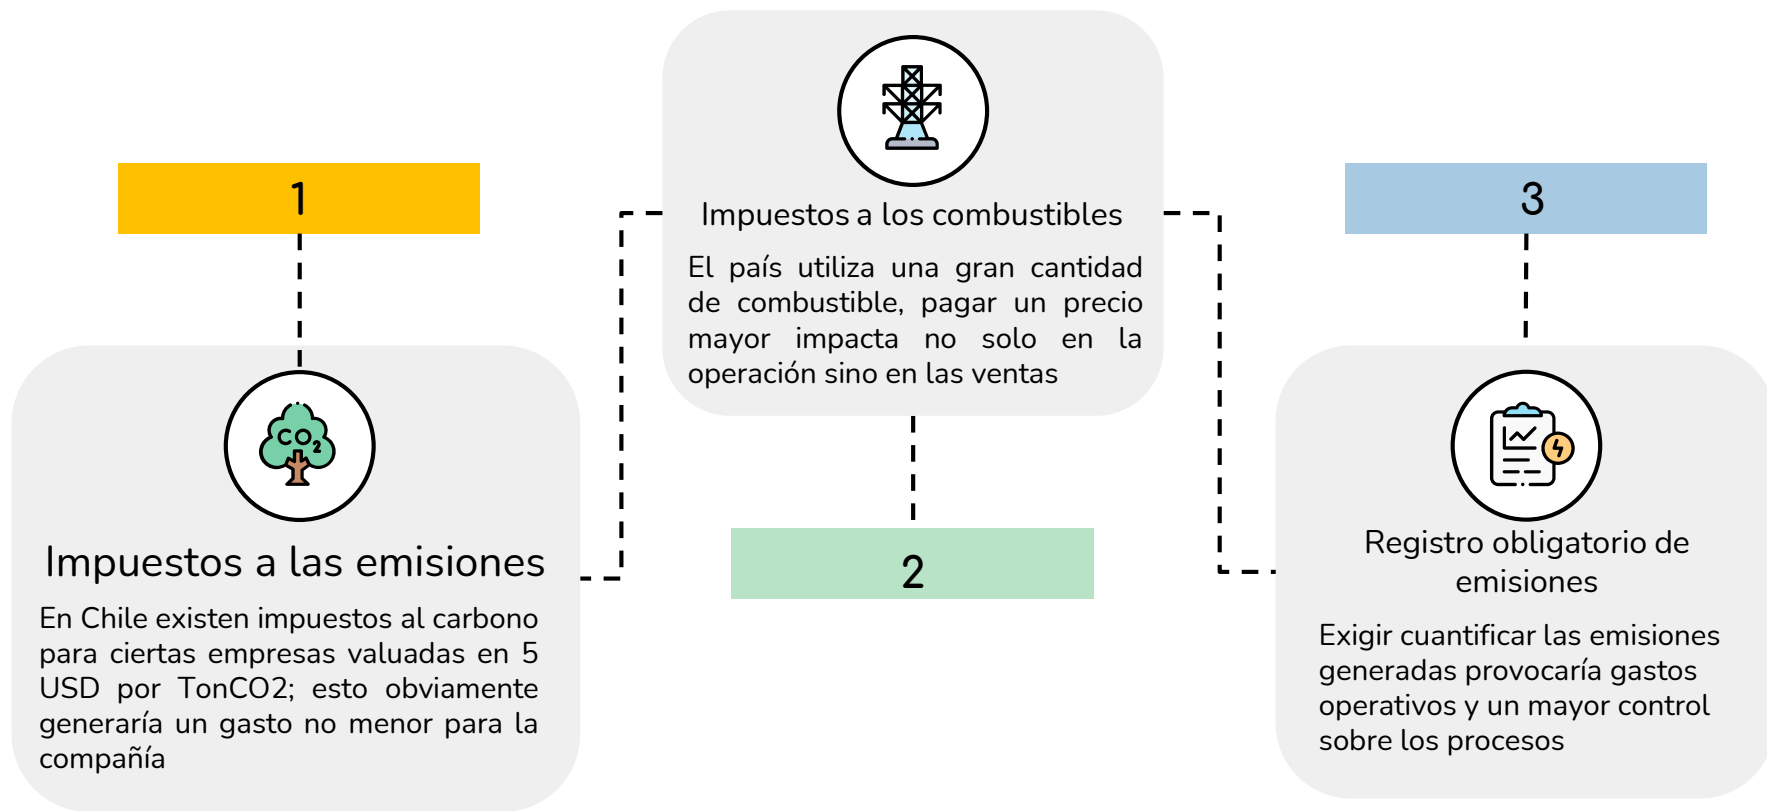 1
CO2
Impuestos a las emisiones
En Chile existen impuestos al carbono
para ciertas empresas valuadas en 5
USD por TonCO2; esto obviamente
generaría un gasto no menor para la
compañía
Impuestos a los combustibles
El país utiliza una gran cantidad
de combustible, pagar un precio
mayor impacta no solo en la
operación sino en las ventas
2
3
Registro obligatorio de
emisiones
Exigir cuantificar las emisiones
generadas provocaría gastos
operativos y un mayor control
sobre los procesos